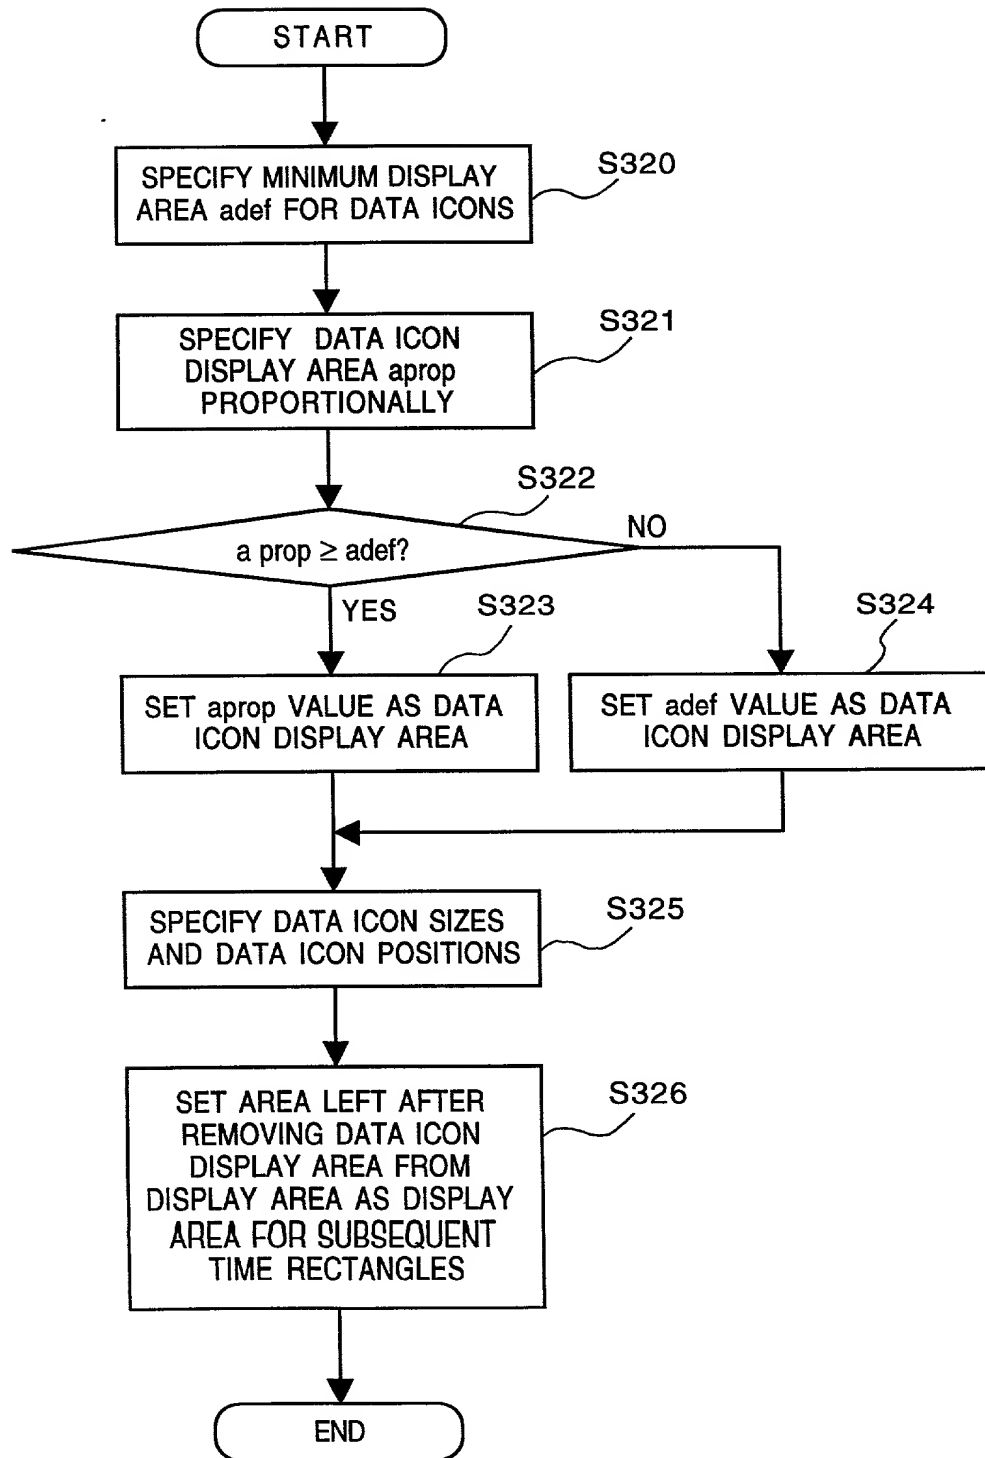 START
S320
SPECIFY MINIMUM DISPLAY
AREA adef FOR DATA ICONS
S321
SPECIFY DATA ICON
DISPLAY AREA aprop
PROPORTIONALLY
S322
a prop ≥ adef?
NO
YES
S323
S324
SET aprop VALUE AS DATA
ICON DISPLAY AREA
SET adef VALUE AS DATA
ICON DISPLAY AREA
S325
SPECIFY DATA ICON SIZES
AND DATA ICON POSITIONS
S326
SET AREA LEFT AFTER
REMOVING DATA ICON
DISPLAY AREA FROM
DISPLAY AREA AS DISPLAY
AREA FOR SUBSEQUENT
TIME RECTANGLES
END